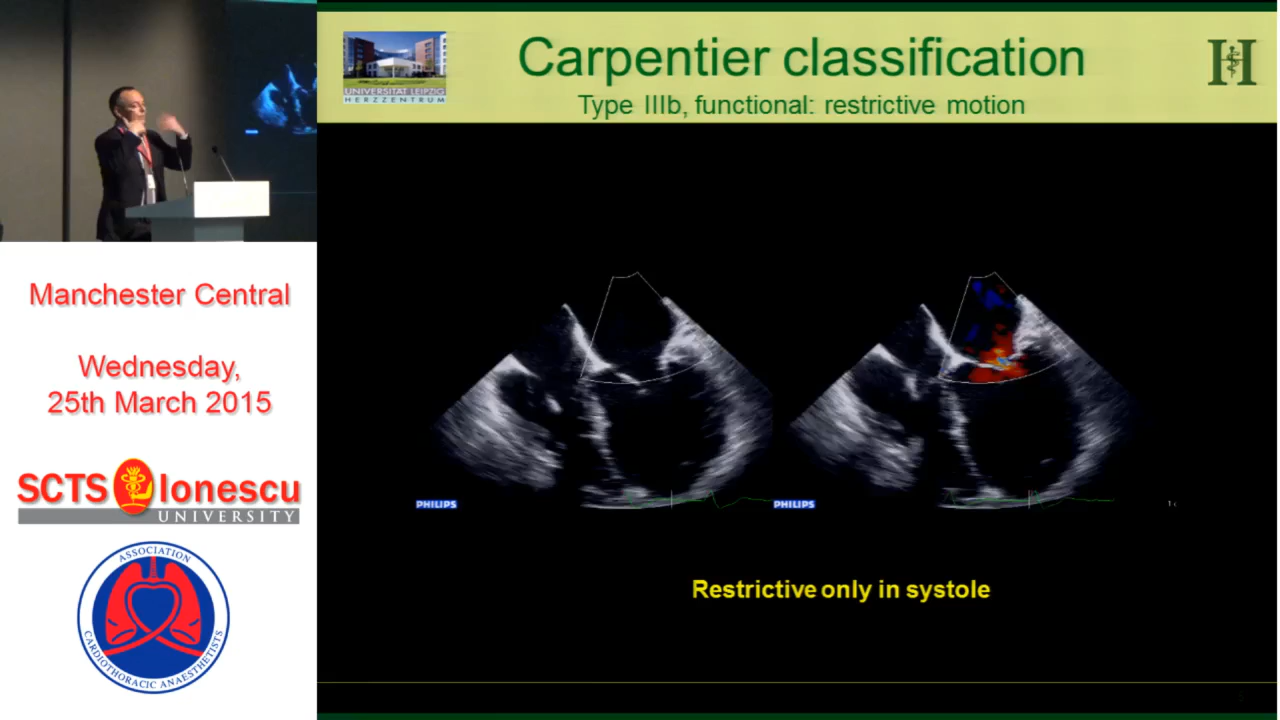 Carpentier classification
Type IIIb, functional: restrictive motion
UNIVERSITÄT LEIPZIG
HERZZENTRUM
H
Manchester Central
Wednesday,
25th March 2015
SCTS Ionescu
UNIVERSITY
ASSOCIATION
CARDIOTHORACIC ANAESTHETISTS
PHILIPS
PHILIPS
Restrictive only in systole